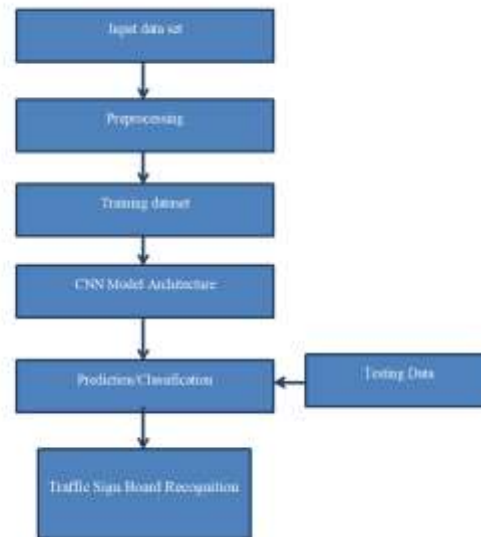 Input data set
Preprocessing
Training dataset
CNN Model Architecture
Prediction/Classification
Testing Data
Traffic Sign Board Recognition